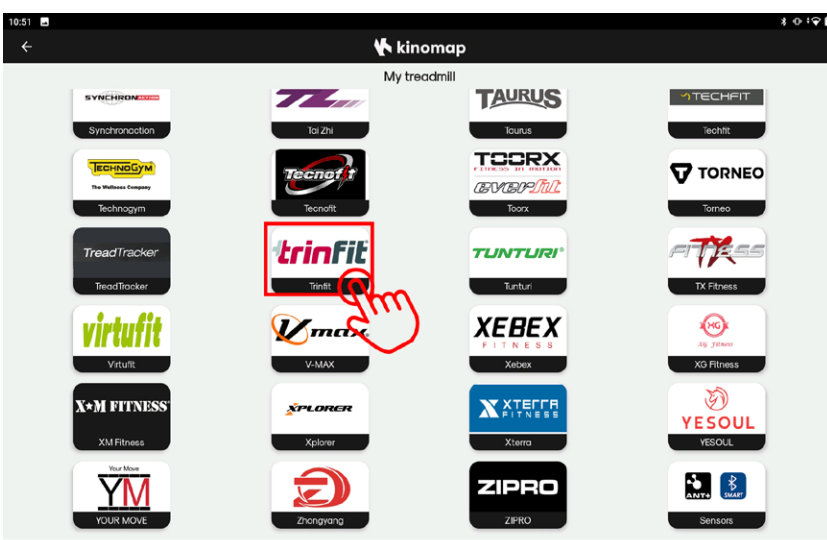 10:51
kinomap
My treadmill
SYNCHRONACTION
TZ
TAURUS
TECHFIT
Synchronaction
Tai Zhi
Taurus
Techfit
TECHNOGYM
The Wellness Company
Tecnofit
TOORX
FITNESS IN MOTION
everfit
TORNEO
Technogym
Tecnofit
Toorx
Torneo
TreadTracker
trinfit
TUNTURI®
FITNESS
TX
TreadTracker
Trinfit
Tunturi
TX Fitness
virtufit
Vmax.
XEBEX
FITNESS
XG
XG Fitness
Virtufit
V-MAX
Xebex
XG Fitness
X★M FITNESS
XPLORER
XTERRA
FITNESS
YESOUL
XM Fitness
Xplorer
Xterra
YESOUL
Your Move
YM
ZIPRO
ANT+
SMART
YOUR MOVE
Zhongyang
ZIPRO
Sensors